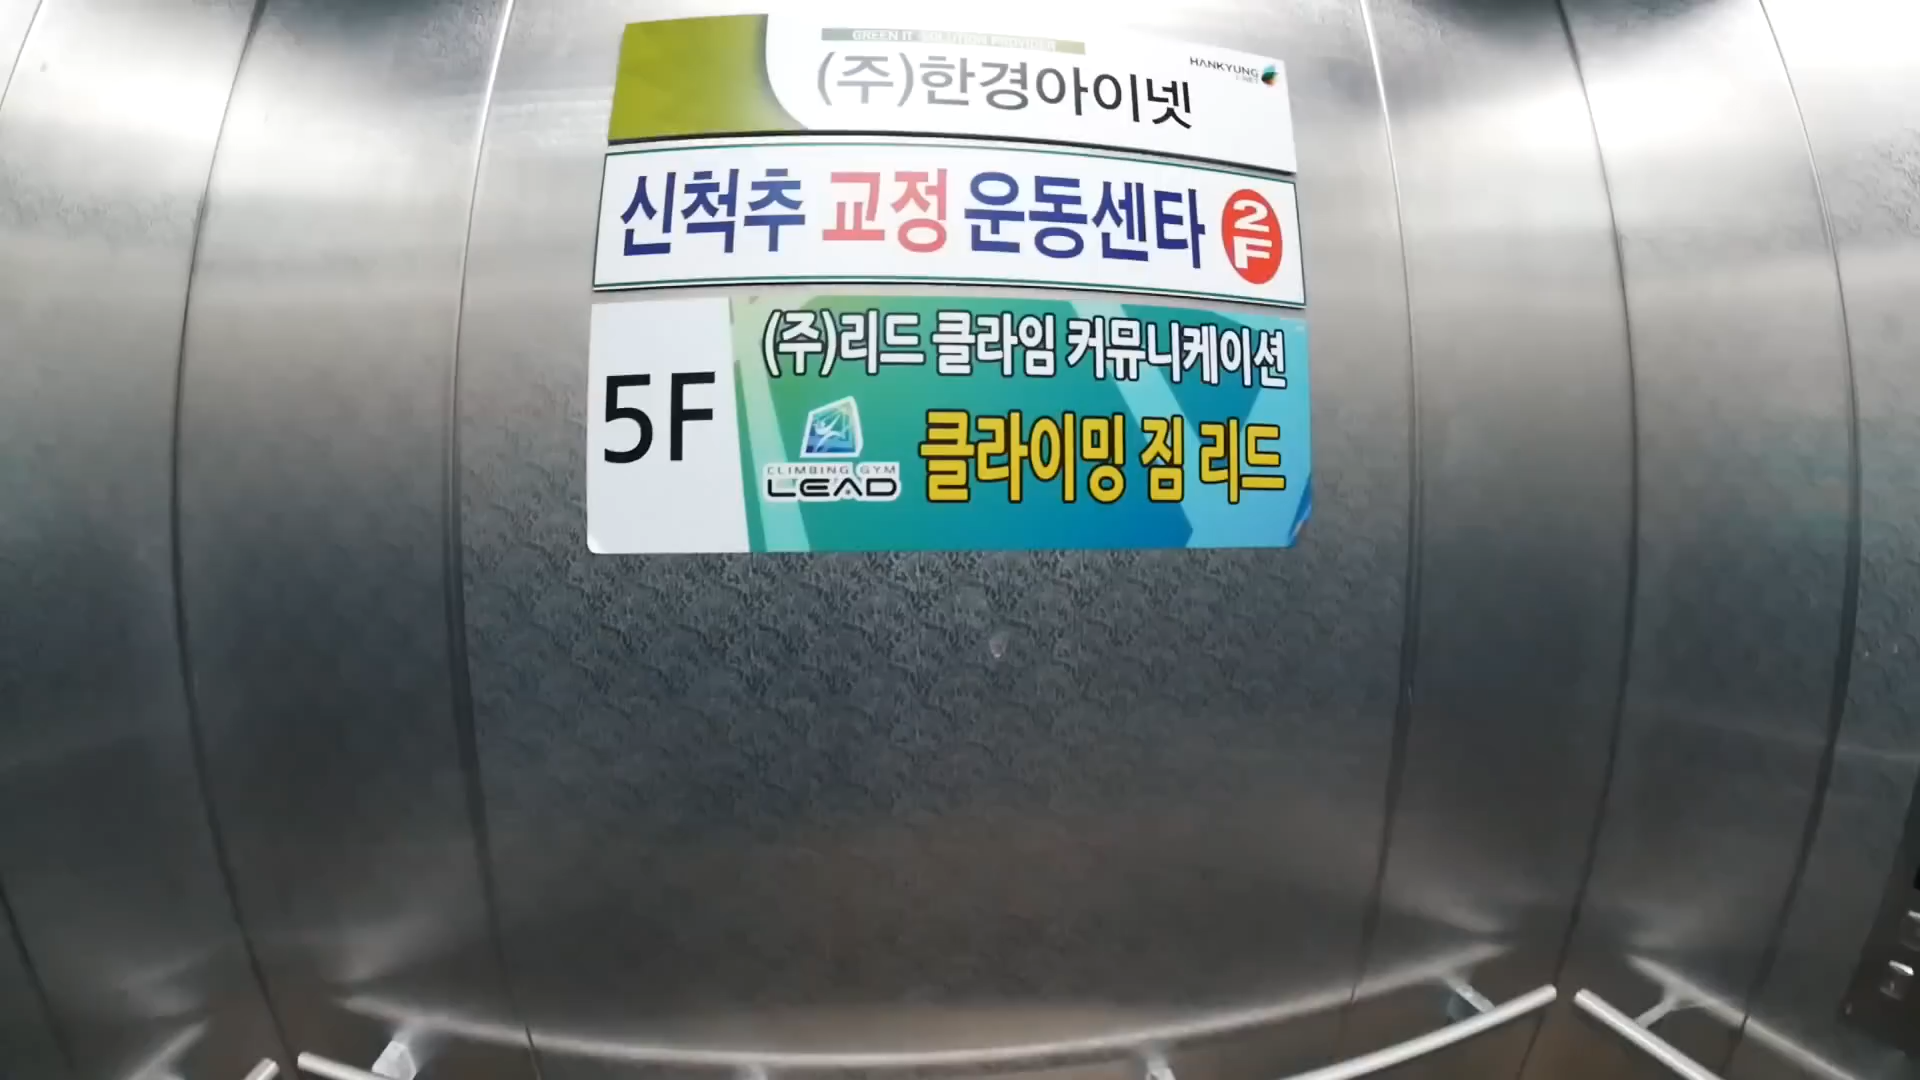 GREEN IT SOLUTION PROVIDER
(주)한경아이넷
HANKYUNG
I-NET
신척추 교정 운동센타 2F
5F
(주)리드 클라임 커뮤니케이션
클라이밍 짐 리드
CLIMBING GYM
LEAD